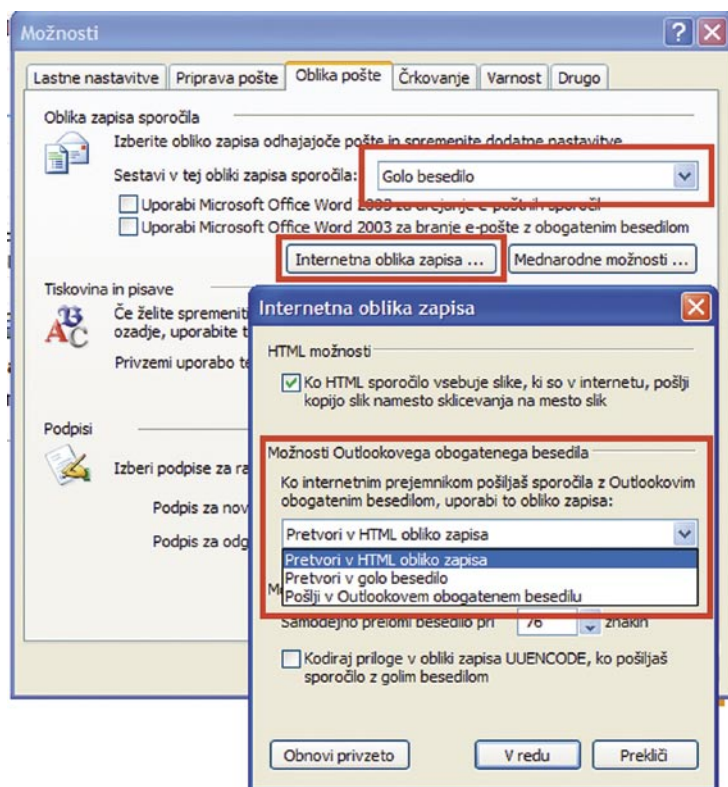 Možnosti
Lastne nastavitve Priprava pošte Oblika pošte Črkovanje Varnost Drugo
Oblika zapisa sporočila
Izberite obliko zapisa odhajajoče pošte in spremenite dodatne nastavitve
Sestavi v tej obliki zapisa sporočila: Golo besedilo
Uporabi Microsoft Office Word 2003 za urejanje e-poštnih sporočil
Uporabi Microsoft Office Word 2003 za branje e-pošte z obogatenim besedilom
Internetna oblika zapisa ... Mednarodne možnosti ...
Tiskovina in pisave
Če želite spremeniti
ozadje, uporabite t
Privzemi uporabo te
Podpisi
Izberi podpise za ra
Podpis za nov
Podpis za odg
Internetna oblika zapisa
HTML možnosti
Ko HTML sporočilo vsebuje slike, ki so v internetu, pošlji
kopijo slik namesto sklicevanja na mesto slik
Možnosti Outlookovega obogatenega besedila
Ko internetnim prejemnikom pošiljaš sporočila z Outlookovim
obogatenim besedilom, uporabi to obliko zapisa:
Pretvori v HTML obliko zapisa
Pretvori v HTML obliko zapisa
Pretvori v golo besedilo
Pošlji v Outlookovem obogatenem besedilu
Samodejno prelomi besedilo pri 76 znakih
Kodiraj priloge v obliki zapisa UUENCODE, ko pošiljaš
sporočilo z golim besedilom
Obnovi privzeto V redu Prekliči